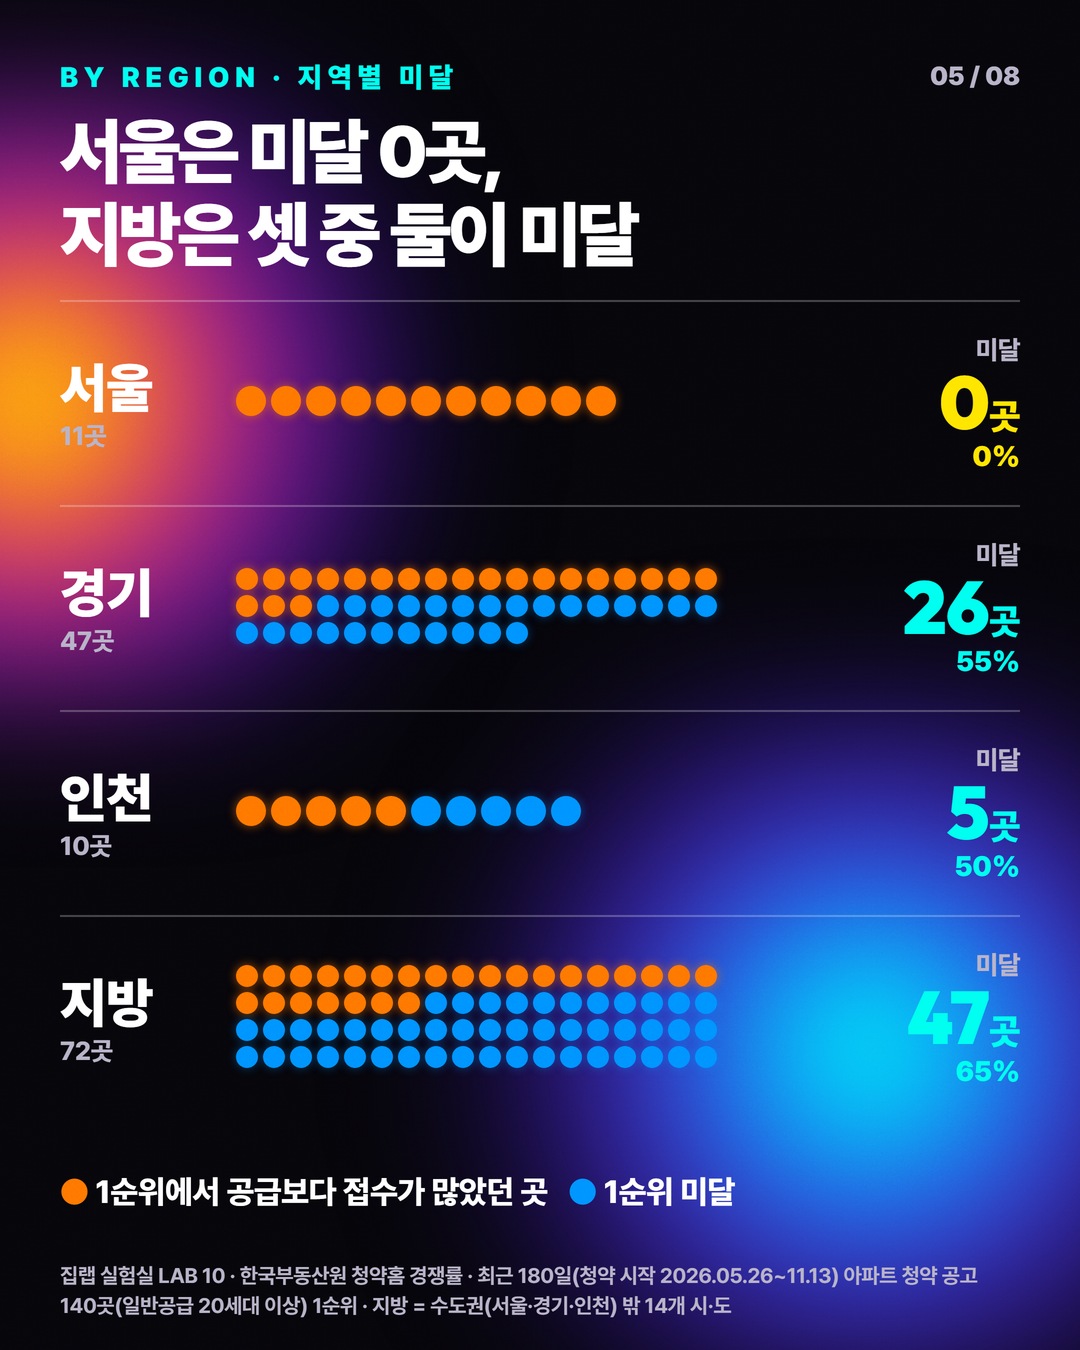 BY REGION · 지역별 미달
05 / 08
서울은 미달 0곳,
지방은 셋 중 둘이 미달
서울
11곳
미달
0곳
0%
경기
47곳
미달
26곳
55%
인천
10곳
미달
5곳
50%
지방
72곳
미달
47곳
65%
1순위에서 공급보다 접수가 많았던 곳 1순위 미달
집랩 실험실 LAB 10 · 한국부동산원 청약홈 경쟁률 · 최근 180일(청약 시작 2026.05.26~11.13) 아파트 청약 공고
140곳(일반공급 20세대 이상) 1순위 · 지방 = 수도권(서울·경기·인천) 밖 14개 시·도